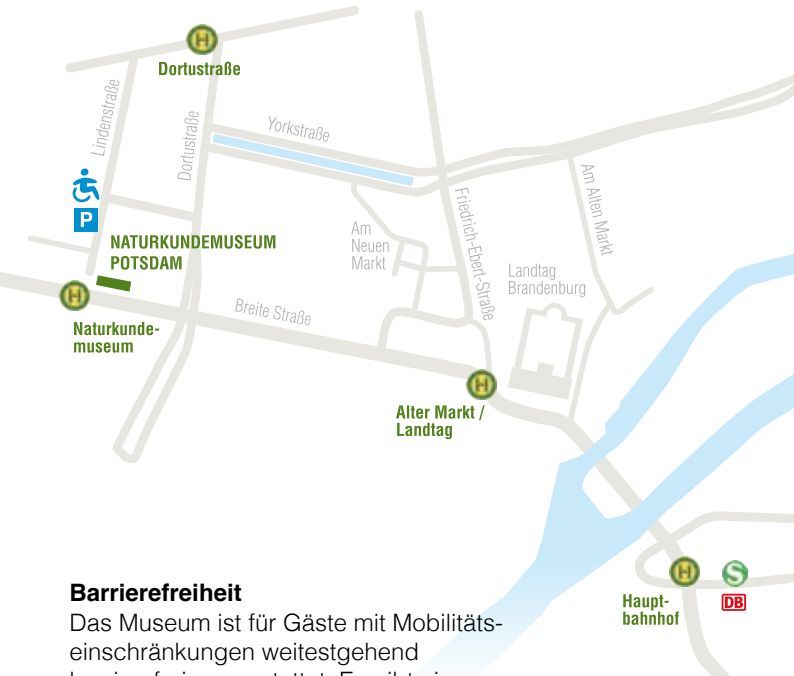 H
Dortustraße
Lindenstraße
Dortustraße
Yorkstraße
P
NATURKUNDEMUSEUM
POTSDAM
Am
Neuen
Markt
Friedrich-Ebert-Straße
Am Alten Markt
Landtag
Brandenburg
H
Naturkunde-
museum
Breite Straße
H
Alter Markt /
Landtag
H
S
Haupt-
bahnhof
DB
Barrierefreiheit
Das Museum ist für Gäste mit Mobilitäts-
einschränkungen weitestgehend